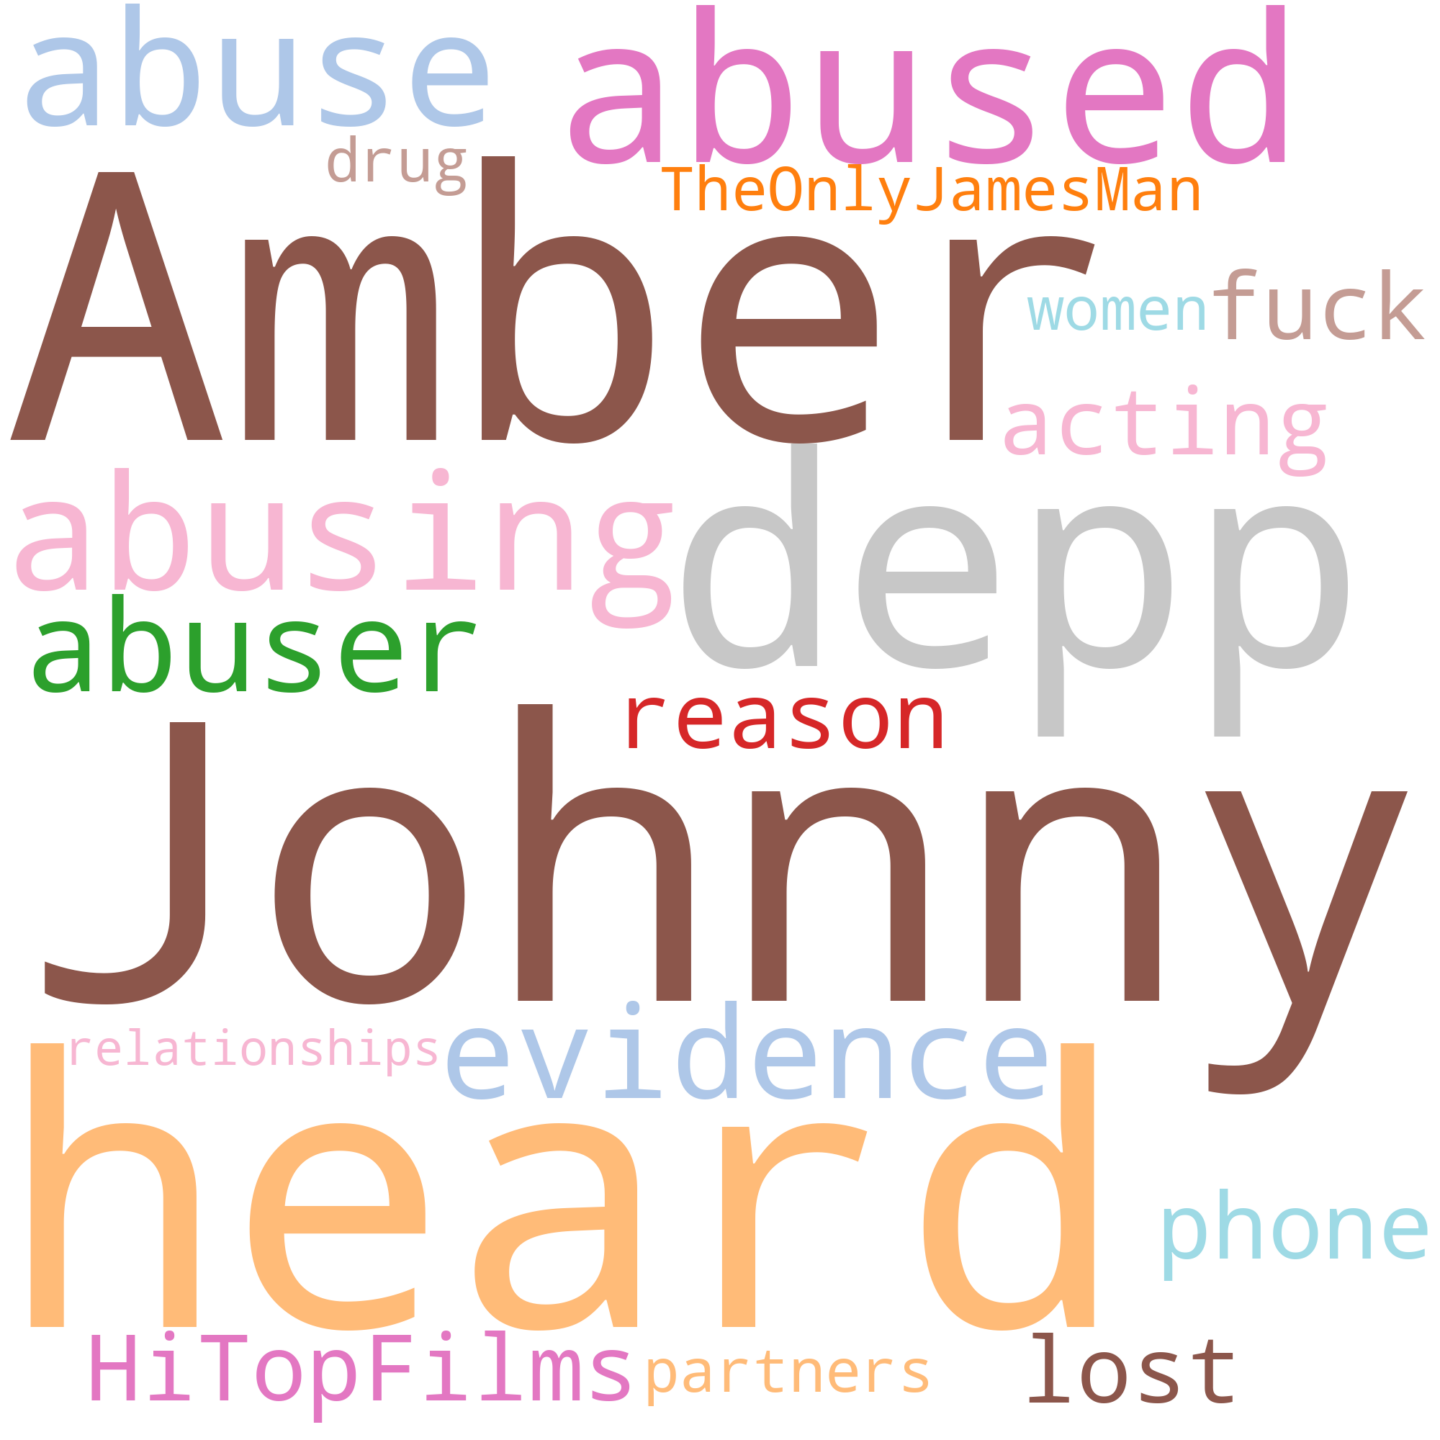 abuse abused
drug TheOnlyJamesMan
Amber
women fuck
acting
abusing depp
abuser
reason
Johnny
relationships evidence
heard
phone
HiTopFilms partners lost